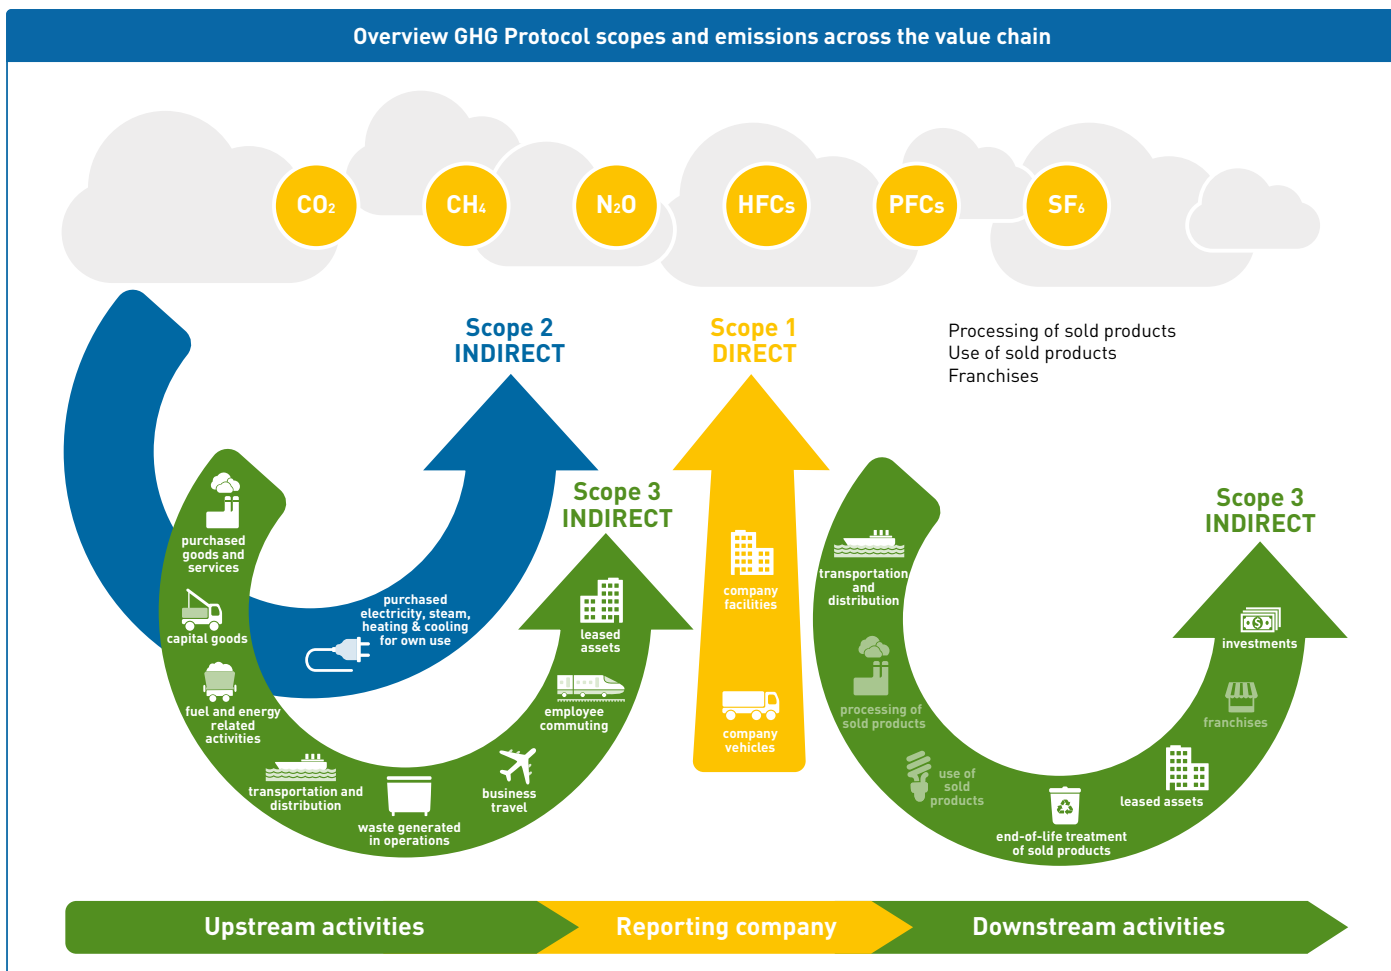 Overview GHG Protocol scopes and emissions across the value chain
CO₂
CH₄
N₂O
HFCs
PFCs
SF₆
Scope 2
INDIRECT
Scope 1
DIRECT
Processing of sold products
Use of sold products
Franchises
Scope 3
INDIRECT
Scope 3
INDIRECT
purchased
goods and
services
capital goods
fuel and energy
related
activities
transportation and
distribution
waste generated
in operations
business
travel
employee
commuting
leased
assets
purchased
electricity, steam,
heating & cooling
for own use
company
facilities
company
vehicles
transportation
and
distribution
processing of
sold products
use of
sold
products
end-of-life treatment
of sold products
leased assets
franchises
investments
Upstream activities
Reporting company
Downstream activities